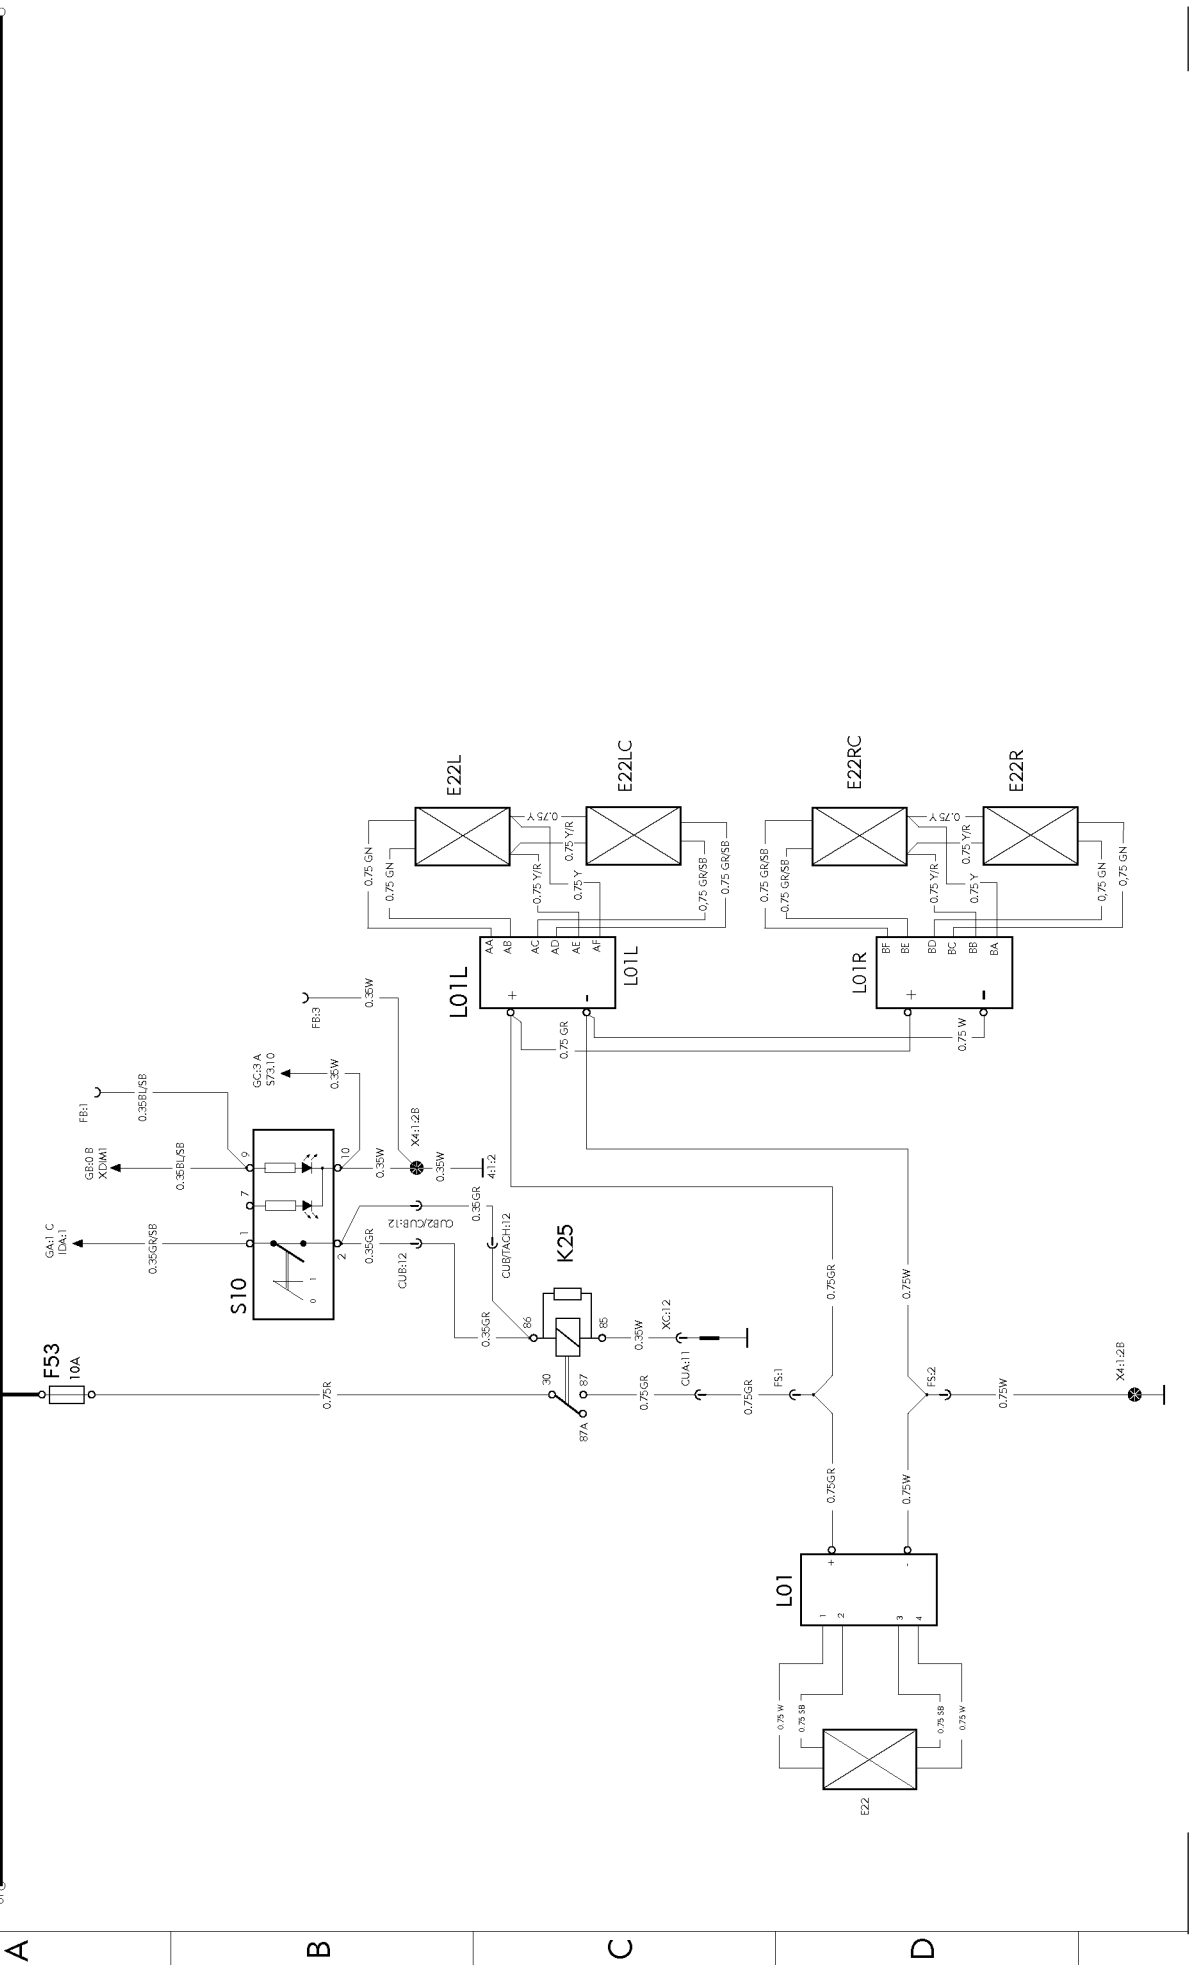 A
B
C
D
F53
10A
0.75R
GA:1 C
IDA:1
0.35GR/SB
GB:0 B
XDIM1
0.35BL/SB
FB:1
0.35BL/SB
S10
1
7
9
0
1
2
10
GC:3 A
S73.10
0.35W
FB:3
0.35W
0.35GR
CUB:12
CUB2/CUB:12
0.35W
X4:1:2B
0.35W
4:1:2
0.35GR
0.35GR
CUB/TACH:12
K25
30
87
87A
86
85
0.35W
XC:12
0.75GR
CUA:11
0.75GR
FS:1
0.75GR
0.75GR
0.75W
0.75W
FS:2
0.75W
X4:1:2B
L01
+
-
1
2
3
4
0.75 W
0.75 SB
0.75 SB
0.75 W
E22
L01L
+
-
AA
AB
AC
AD
AE
AF
L01L
0.75 GN
0.75 GN
E22L
0.75 Y/R
0.75 Y
0.75 Y
0.75 Y/R
E22LC
0,75 GR/SB
0.75 GR/SB
0.75 GR
0.75 W
L01R
+
-
BF
BE
BD
BC
BB
BA
0.75 GR/SB
0.75 GR/SB
E22RC
0.75 Y/R
0.75 Y
0.75 Y
0.75 Y/R
E22R
0,75 GN
0,75 GN